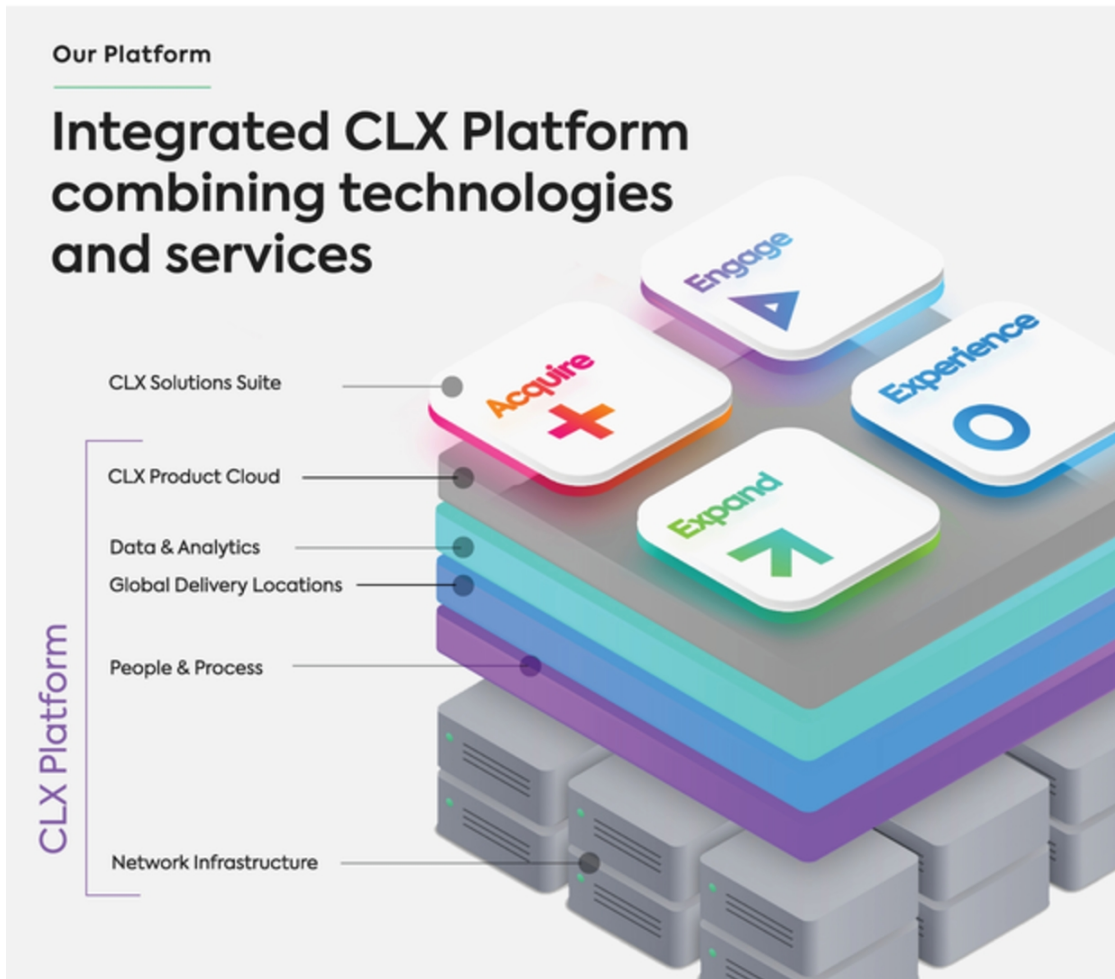 Our Platform
Integrated CLX Platform
combining technologies
and services
Engage
Acquire
Experience
Expand
CLX Solutions Suite
CLX Product Cloud
Data & Analytics
Global Delivery Locations
People & Process
Network Infrastructure
CLX Platform